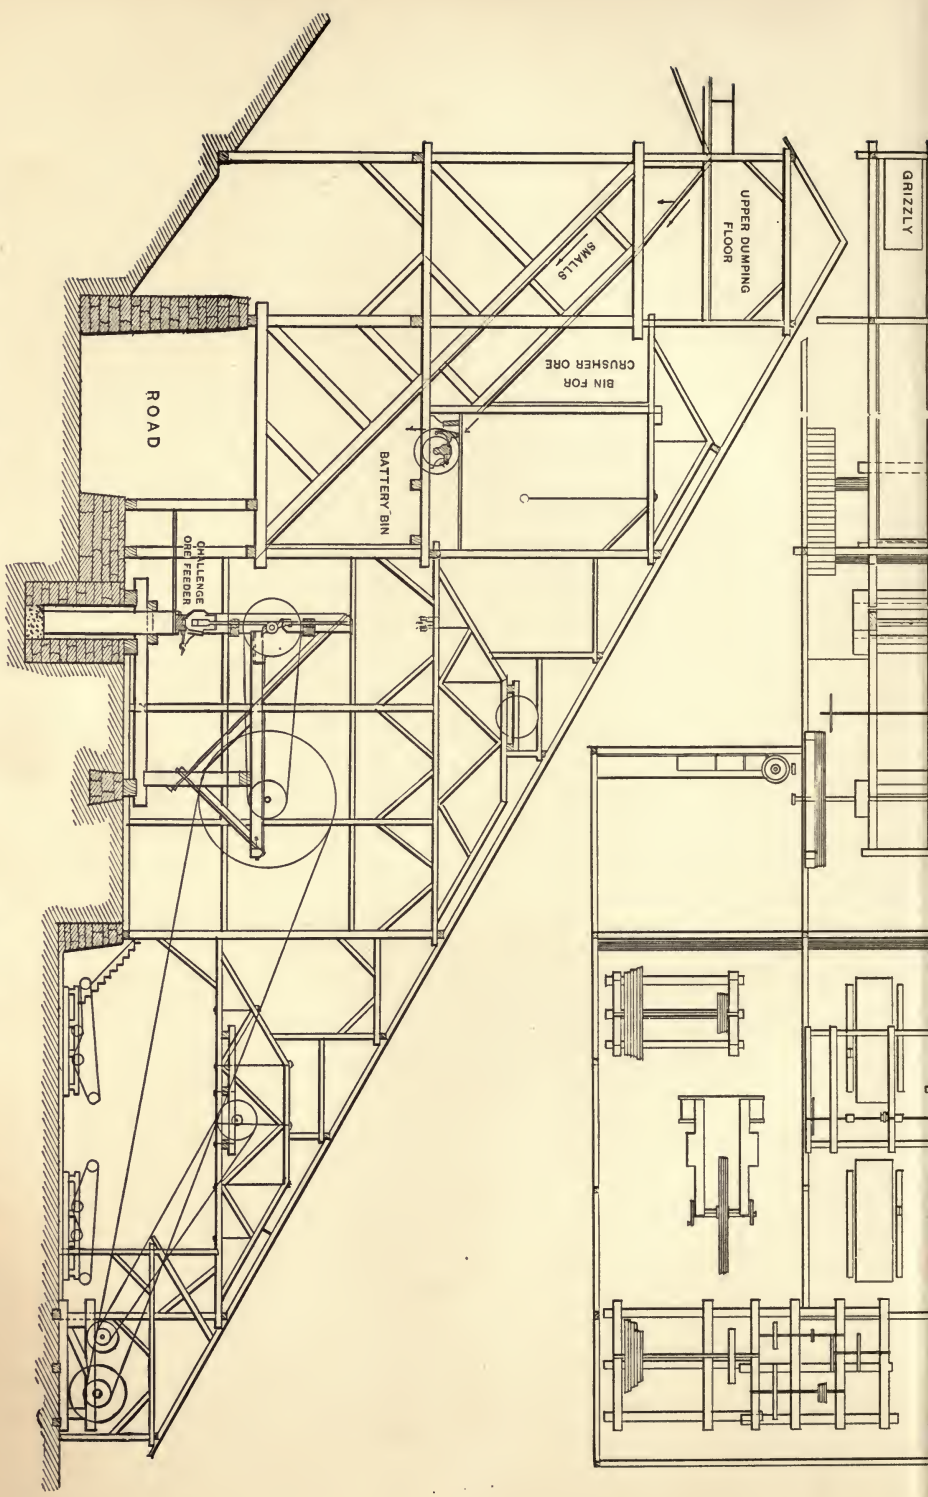 GRIZZLY
UPPER DUMPING
FLOOR
SMALLS
BIN FOR
CRUSHER ORE
ROAD
BATTERY BIN
CHALLENGE
ORE FEEDER